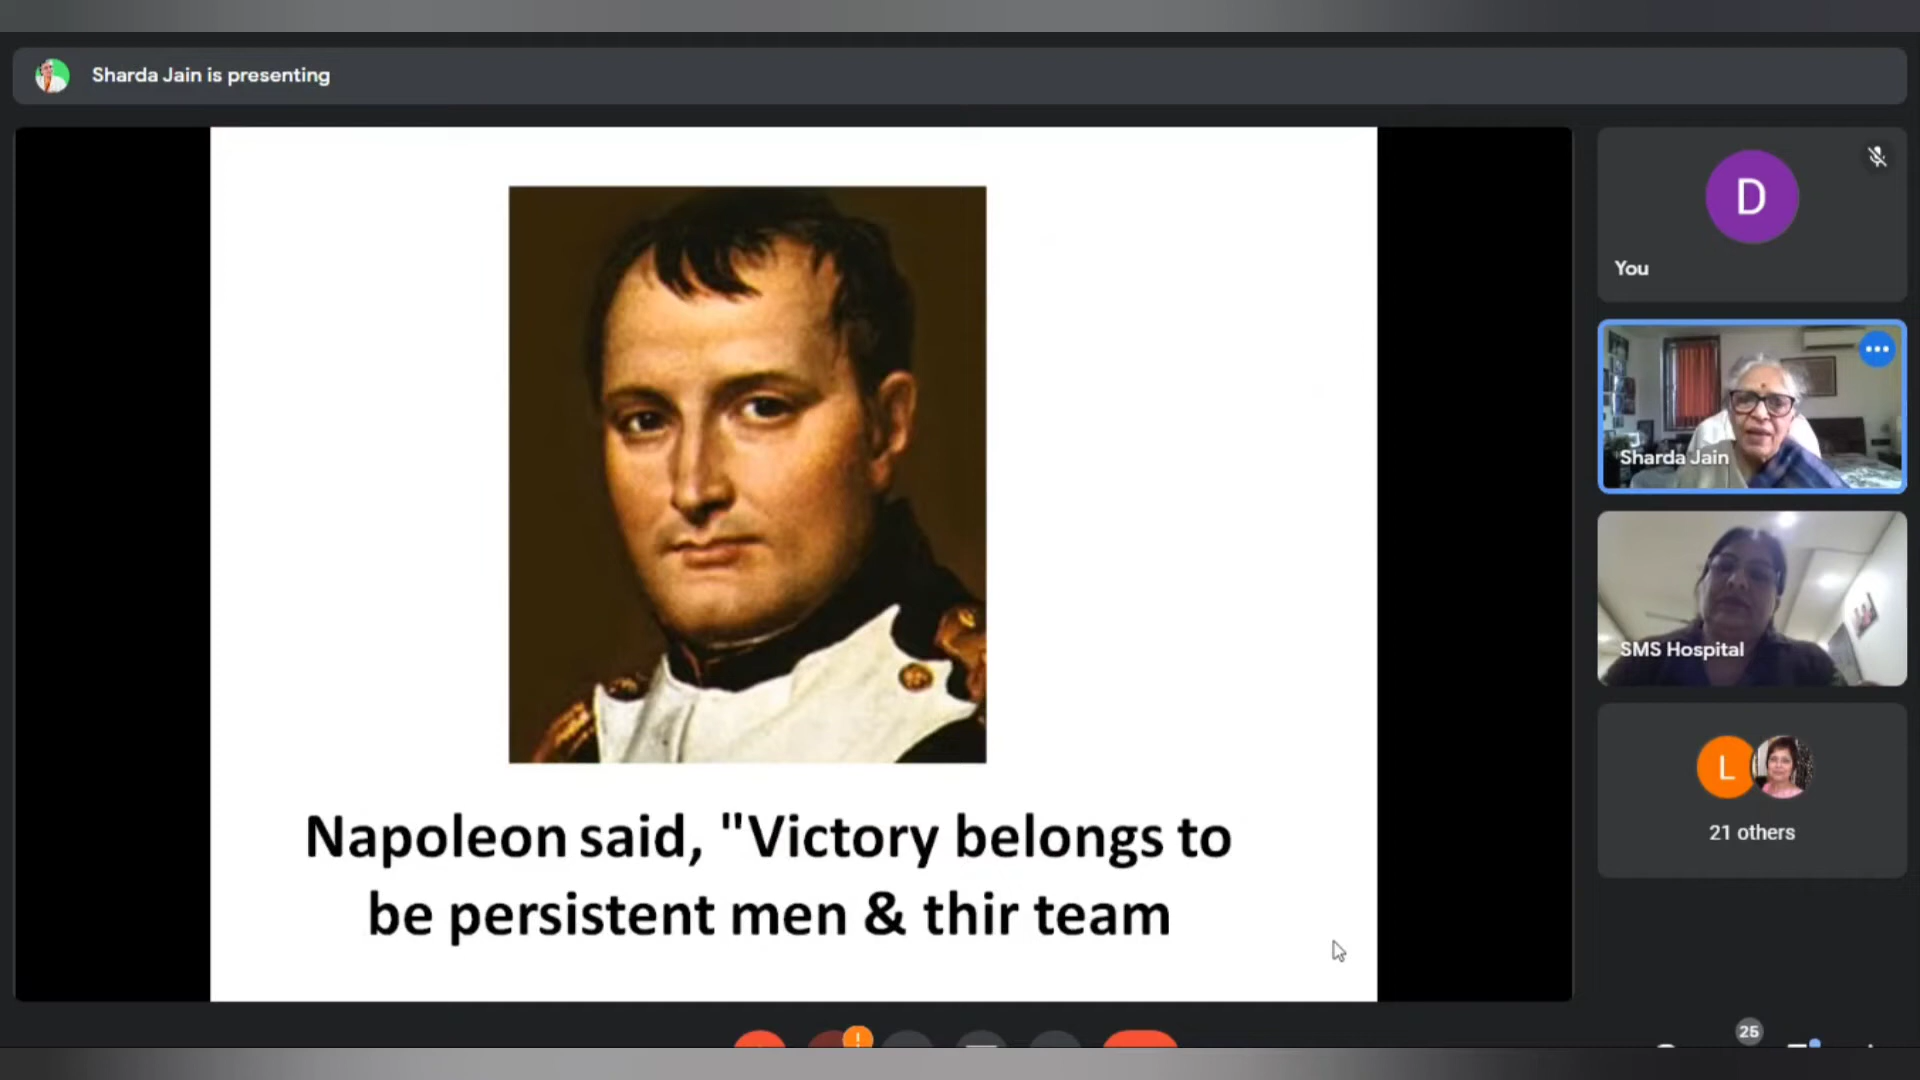 Sharda Jain is presenting
Napoleon said, "Victory belongs to
be persistent men & thir team
D
You
Sharda Jain
SMS Hospital
L
21 others
25